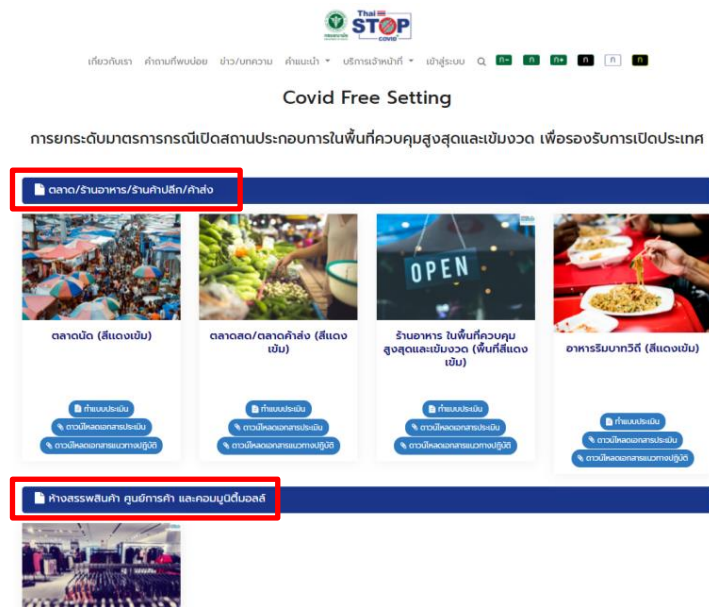 Thai
STOP
COVID
เกี่ยวกับเรา คำถามที่พบบ่อย ข่าว/บทความ คำแนะนำ บริการเจ้าหน้าที่ เข้าสู่ระบบ ก- ก ก+ ก ก ก
Covid Free Setting
การยกระดับมาตรการกรณีเปิดสถานประกอบการในพื้นที่ควบคุมสูงสุดและเข้มงวด เพื่อรองรับการเปิดประเทศ
ตลาด/ร้านอาหาร/ร้านค้าปลีก/ค้าส่ง
OPEN
ตลาดนัด (สีแดงเข้ม)
ทำแบบประเมิน
ดาวน์โหลดเอกสารประเมิน
ดาวน์โหลดเอกสารแนวทางปฏิบัติ
ตลาดสด/ตลาดค้าส่ง (สีแดง
เข้ม)
ทำแบบประเมิน
ดาวน์โหลดเอกสารประเมิน
ดาวน์โหลดเอกสารแนวทางปฏิบัติ
ร้านอาหาร ในพื้นที่ควบคุม
สูงสุดและเข้มงวด (พื้นที่สีแดง
เข้ม)
ทำแบบประเมิน
ดาวน์โหลดเอกสารประเมิน
ดาวน์โหลดเอกสารแนวทางปฏิบัติ
อาหารริมบาทวิถี (สีแดงเข้ม)
ทำแบบประเมิน
ดาวน์โหลดเอกสารประเมิน
ดาวน์โหลดเอกสารแนวทางปฏิบัติ
ห้างสรรพสินค้า ศูนย์การค้า และคอมมูนิตี้มอลล์